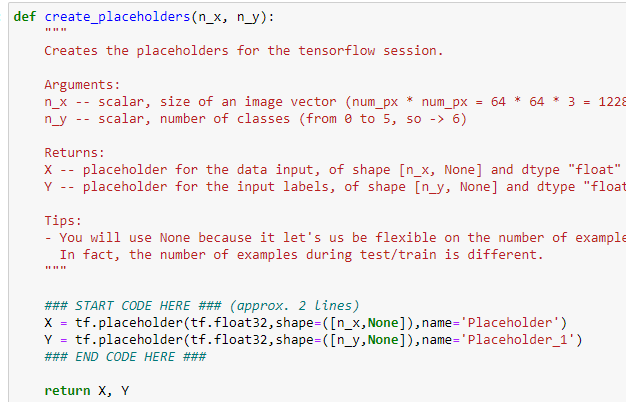 def create_placeholders(n_x, n_y):
"""
Creates the placeholders for the tensorflow session.
Arguments:
n_x -- scalar, size of an image vector (num_px * num_px = 64 * 64 * 3 = 1228
n_y -- scalar, number of classes (from 0 to 5, so -> 6)
Returns:
X -- placeholder for the data input, of shape [n_x, None] and dtype "float"
Y -- placeholder for the input labels, of shape [n_y, None] and dtype "float
Tips:
- You will use None because it let's us be flexible on the number of example
In fact, the number of examples during test/train is different.
"""
### START CODE HERE ### (approx. 2 lines)
X = tf.placeholder(tf.float32,shape=([n_x,None]),name='Placeholder')
Y = tf.placeholder(tf.float32,shape=([n_y,None]),name='Placeholder_1')
### END CODE HERE ###
return X, Y